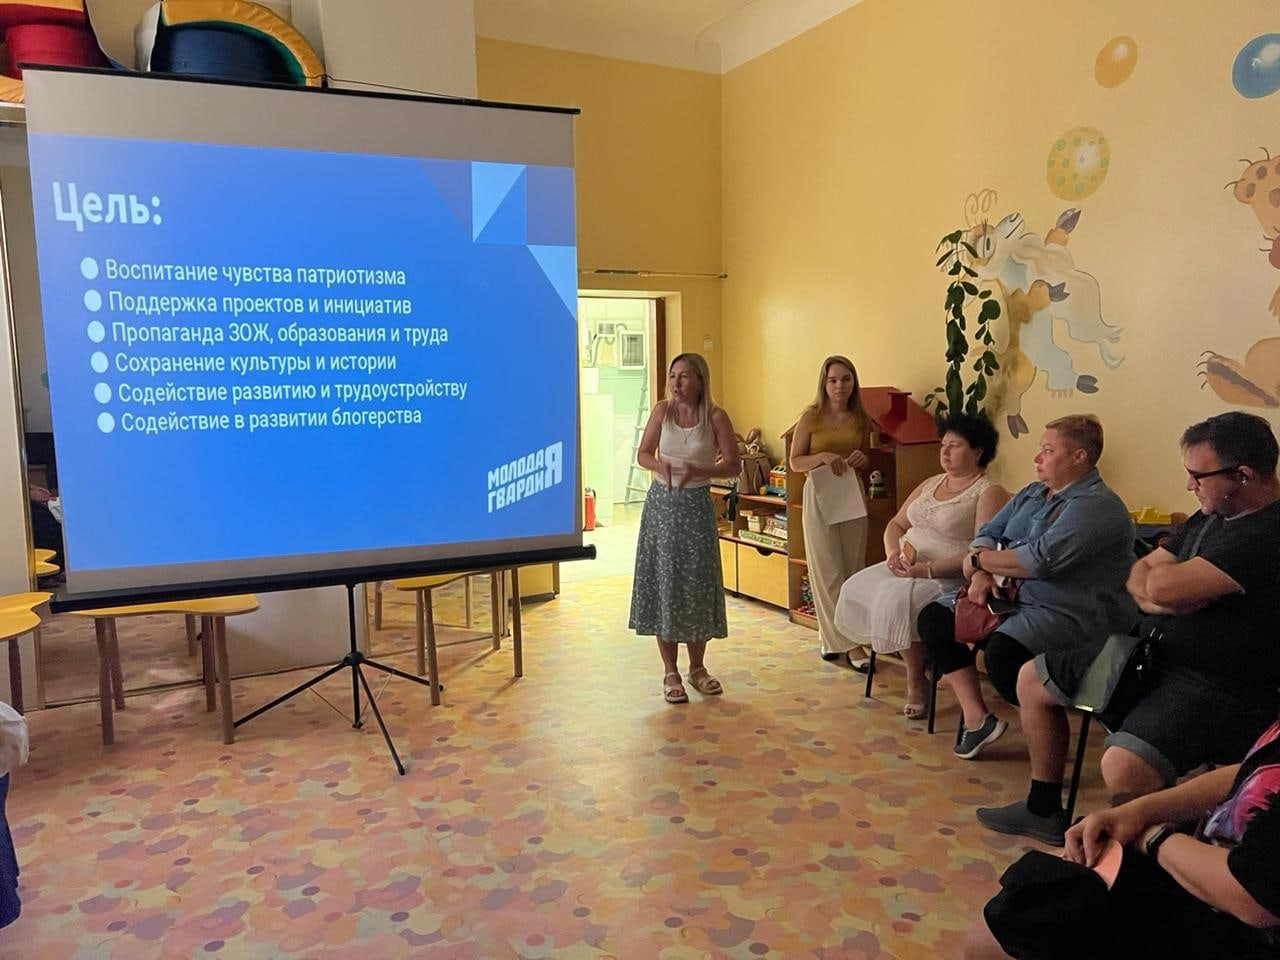 Цель:
Воспитание чувства патриотизма
Поддержка проектов и инициатив
Пропаганда ЗОЖ, образования и труда
Сохранение культуры и истории
Содействие развитию и трудоустройству
Содействие в развитии блогерства
МОЛОДАЯ
ГВАРДИЯ